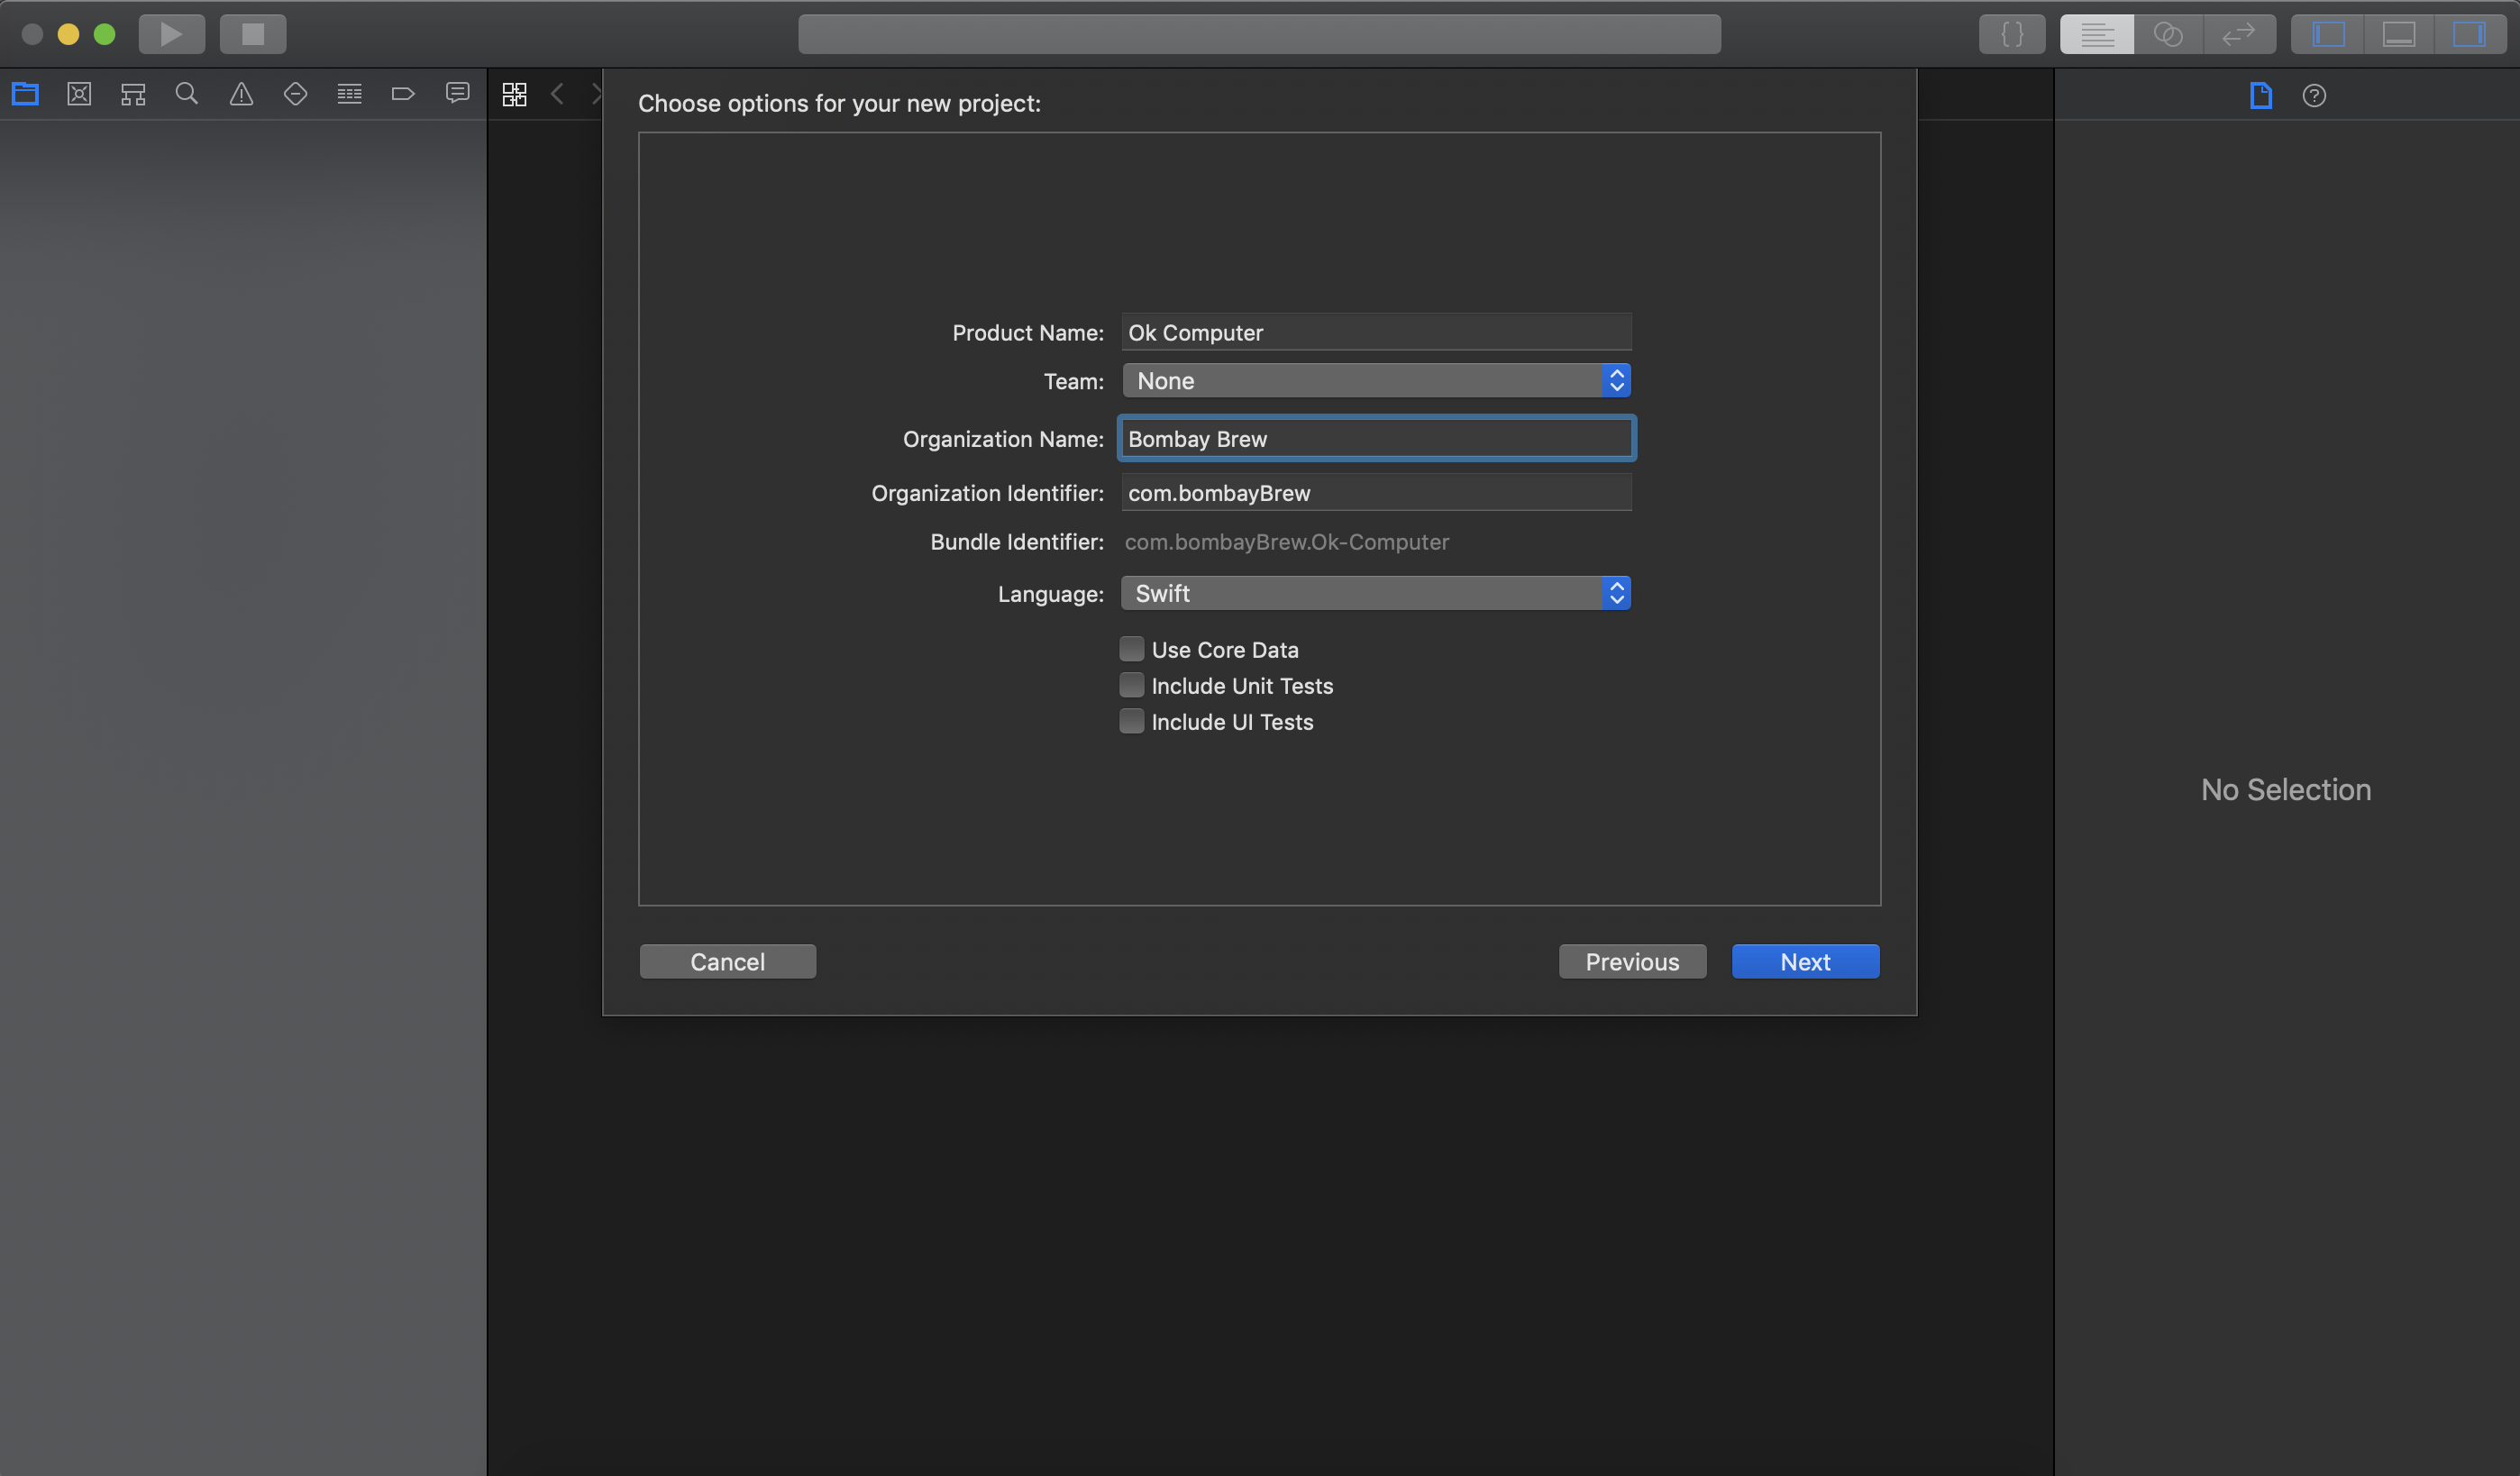 Choose options for your new project:
Product Name: Ok Computer
Team: None
Organization Name: Bombay Brew
Organization Identifier: com.bombayBrew
Bundle Identifier: com.bombayBrew.Ok-Computer
Language: Swift
Use Core Data
Include Unit Tests
Include UI Tests
No Selection
Cancel Previous Next